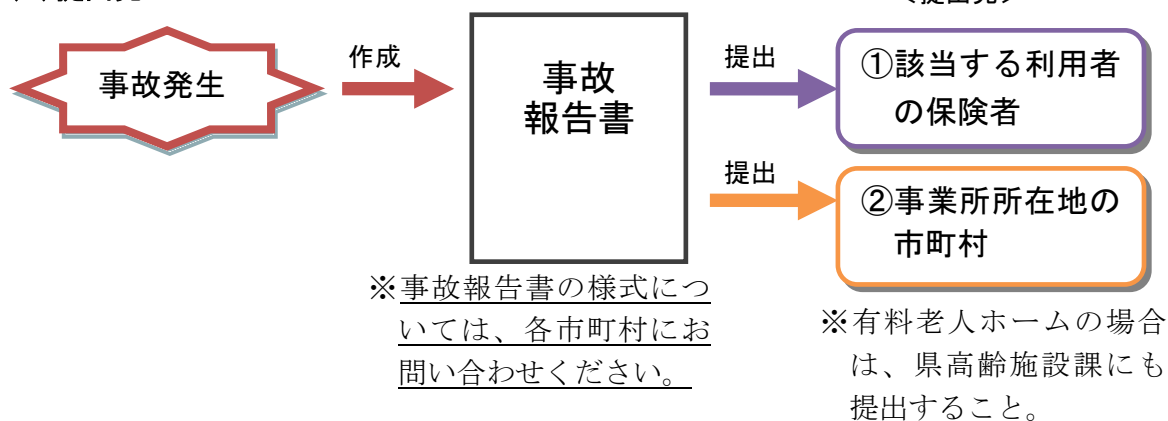 事故発生
作成
事故
報告書
※事故報告書の様式につ
いては、各市町村にお
問い合わせください。
提出
①該当する利用者
の保険者
提出
②事業所所在地の
市町村
※有料老人ホームの場合
は、県高齢施設課にも
提出すること。